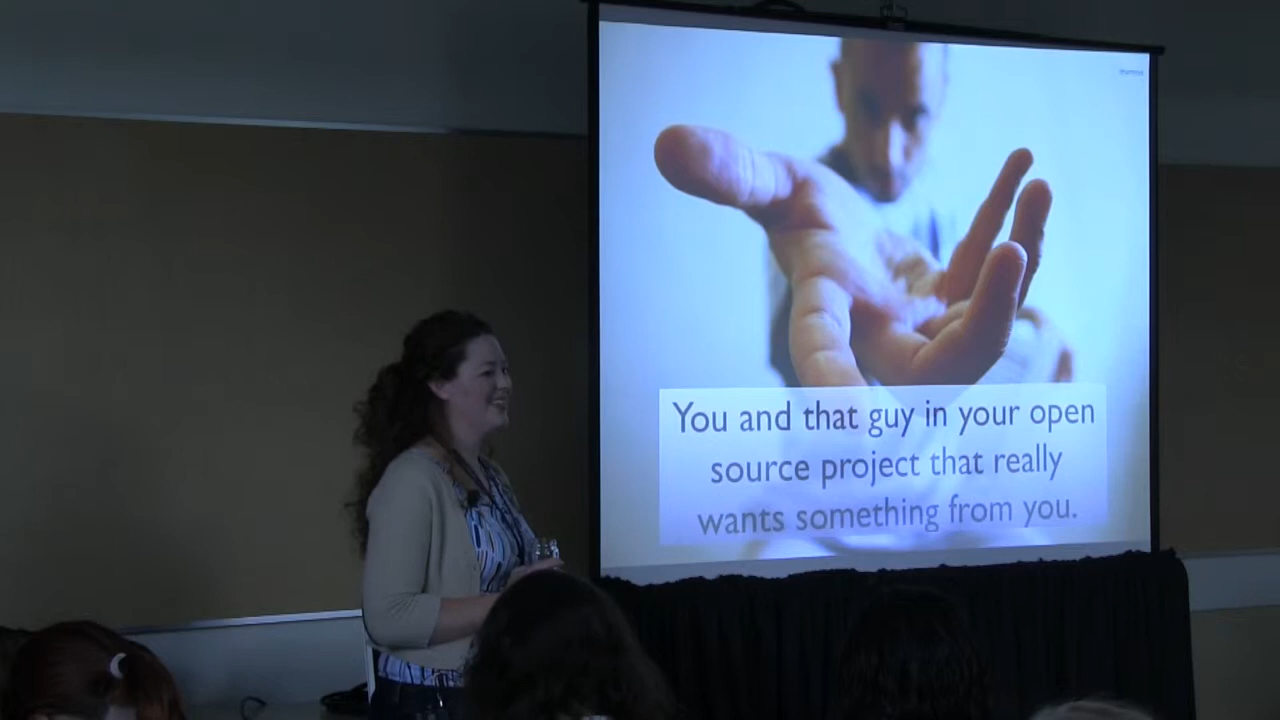 You and that guy in your open
source project that really
wants something from you.